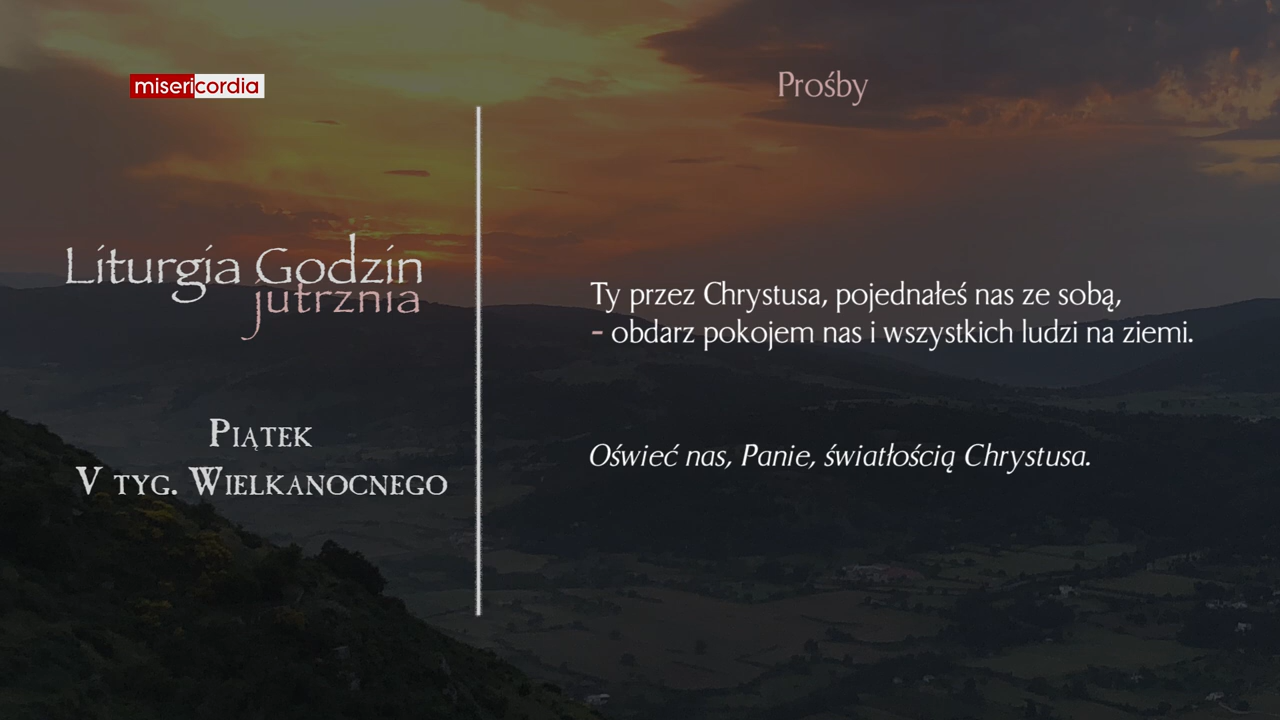 misericordia
Liturgia Godzin
jutrznia
Piątek
V tyg. Wielkanocnego
Prośby
Ty przez Chrystusa, pojednałeś nas ze sobą,
- obdarz pokojem nas i wszystkich ludzi na ziemi.
Oświeć nas, Panie, światłością Chrystusa.